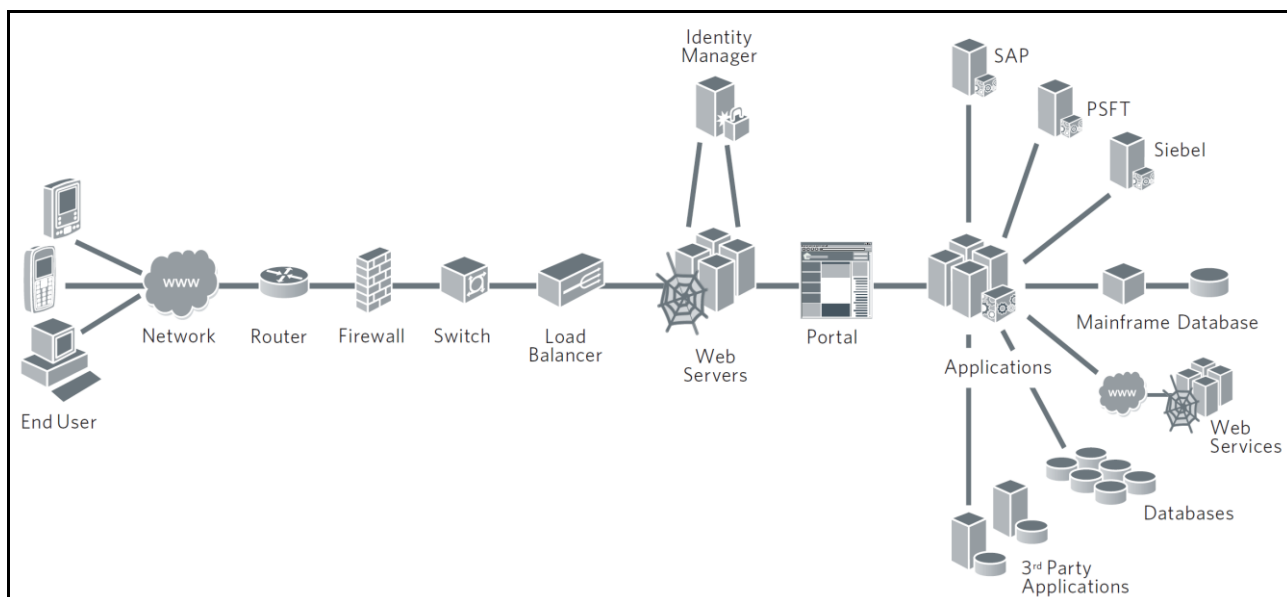 Identity
Manager
SAP
PSFT
Siebel
www
Network
Router
Firewall
Switch
Load
Balancer
Web
Servers
Portal
Applications
Mainframe
Database
End User
www
Web
Services
Databases
3rd Party
Applications